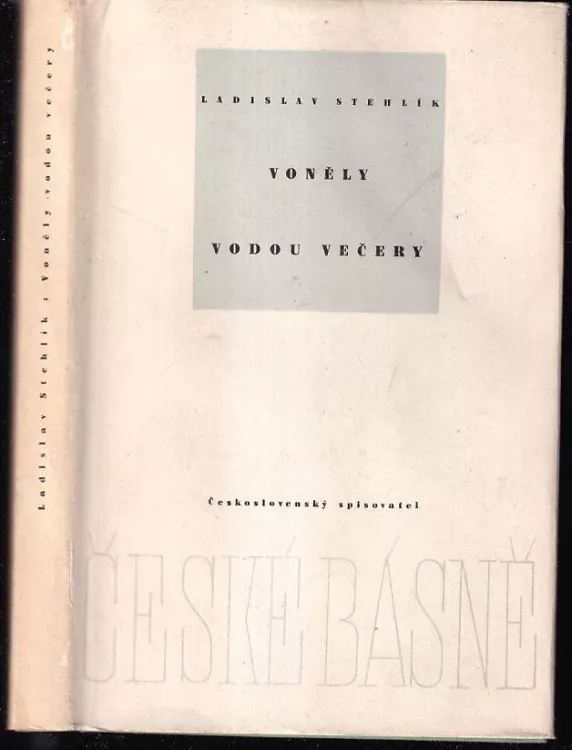 Ladislav Stehlík : Voněly vodou večery
LADISLAV STEHLÍK
VONĚLY
VODOU VEČERY
Československý spisovatel
ČESKÉ BÁSNĚ